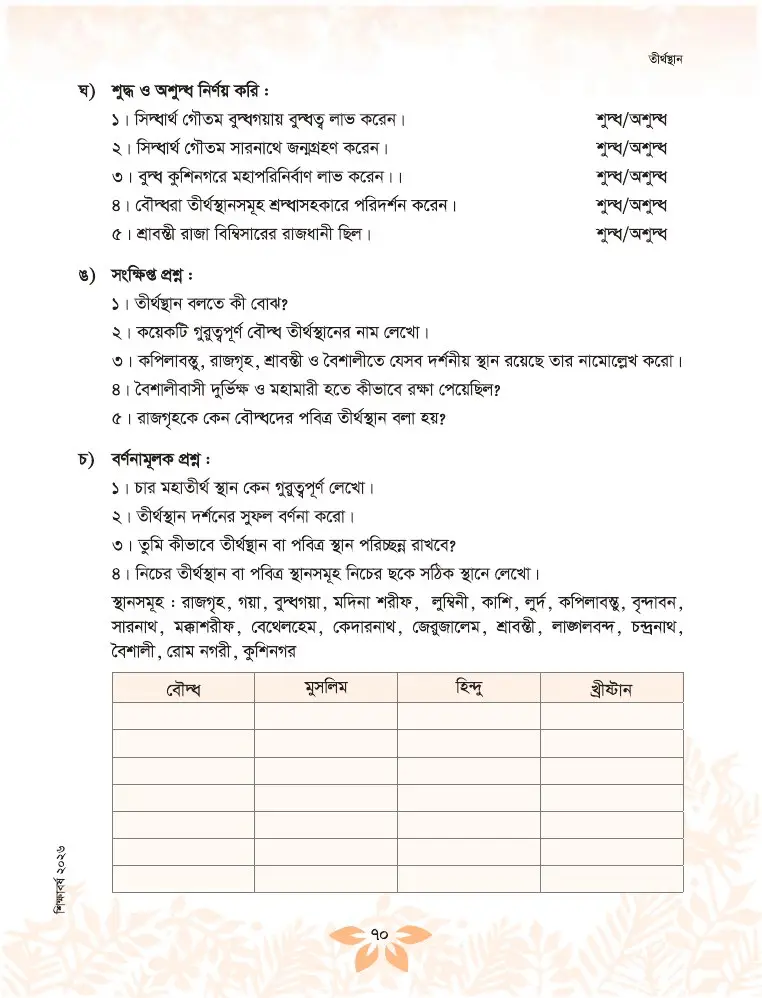 তীর্থস্থান
ঘ) শুদ্ধ ও অশুদ্ধ নির্ণয় করি :
১। সিদ্ধার্থ গৌতম বুদ্ধগয়ায় বুদ্ধত্ব লাভ করেন। শুদ্ধ/অশুদ্ধ
২। সিদ্ধার্থ গৌতম সারনাথে জন্মগ্রহণ করেন। শুদ্ধ/অশুদ্ধ
৩। বুদ্ধ কুশিনগরে মহাপরিনির্বাণ লাভ করেন।। শুদ্ধ/অশুদ্ধ
৪। বৌদ্ধরা তীর্থস্থানসমূহ শ্রদ্ধাসহকারে পরিদর্শন করেন। শুদ্ধ/অশুদ্ধ
৫। শ্রাবস্তী রাজা বিম্বিসারের রাজধানী ছিল। শুদ্ধ/অশুদ্ধ
ঙ) সংক্ষিপ্ত প্রশ্ন :
১। তীর্থস্থান বলতে কী বোঝ?
২। কয়েকটি গুরুত্বপূর্ণ বৌদ্ধ তীর্থস্থানের নাম লেখো।
৩। কপিলাবস্তু, রাজগৃহ, শ্রাবস্তী ও বৈশালীতে যেসব দর্শনীয় স্থান রয়েছে তার নামোল্লেখ করো।
৪। বৈশালীবাসী দুর্ভিক্ষ ও মহামারী হতে কীভাবে রক্ষা পেয়েছিল?
৫। রাজগৃহকে কেন বৌদ্ধদের পবিত্র তীর্থস্থান বলা হয়?
চ) বর্ণনামূলক প্রশ্ন :
১। চার মহাতীর্থ স্থান কেন গুরুত্বপূর্ণ লেখো।
২। তীর্থস্থান দর্শনের সুফল বর্ণনা করো।
৩। তুমি কীভাবে তীর্থস্থান বা পবিত্র স্থান পরিচ্ছন্ন রাখবে?
৪। নিচের তীর্থস্থান বা পবিত্র স্থানসমূহ নিচের ছকে সঠিক স্থানে লেখো।
স্থানসমূহ : রাজগৃহ, গয়া, বুদ্ধগয়া, মদিনা শরীফ, লুম্বিনী, কাশি, লুর্দ, কপিলাবস্তু, বৃন্দাবন,
সারনাথ, মক্কাশরীফ, বেথেলহেম, কেদারনাথ, জেরুজালেম, শ্রাবস্তী, লাঙ্গলবন্দ, চন্দ্রনাথ,
বৈশালী, রোম নগরী, কুশিনগর
বৌদ্ধ মুসলিম হিন্দু খ্রীষ্টান
শিক্ষাবর্ষ ২০২৬
৭০